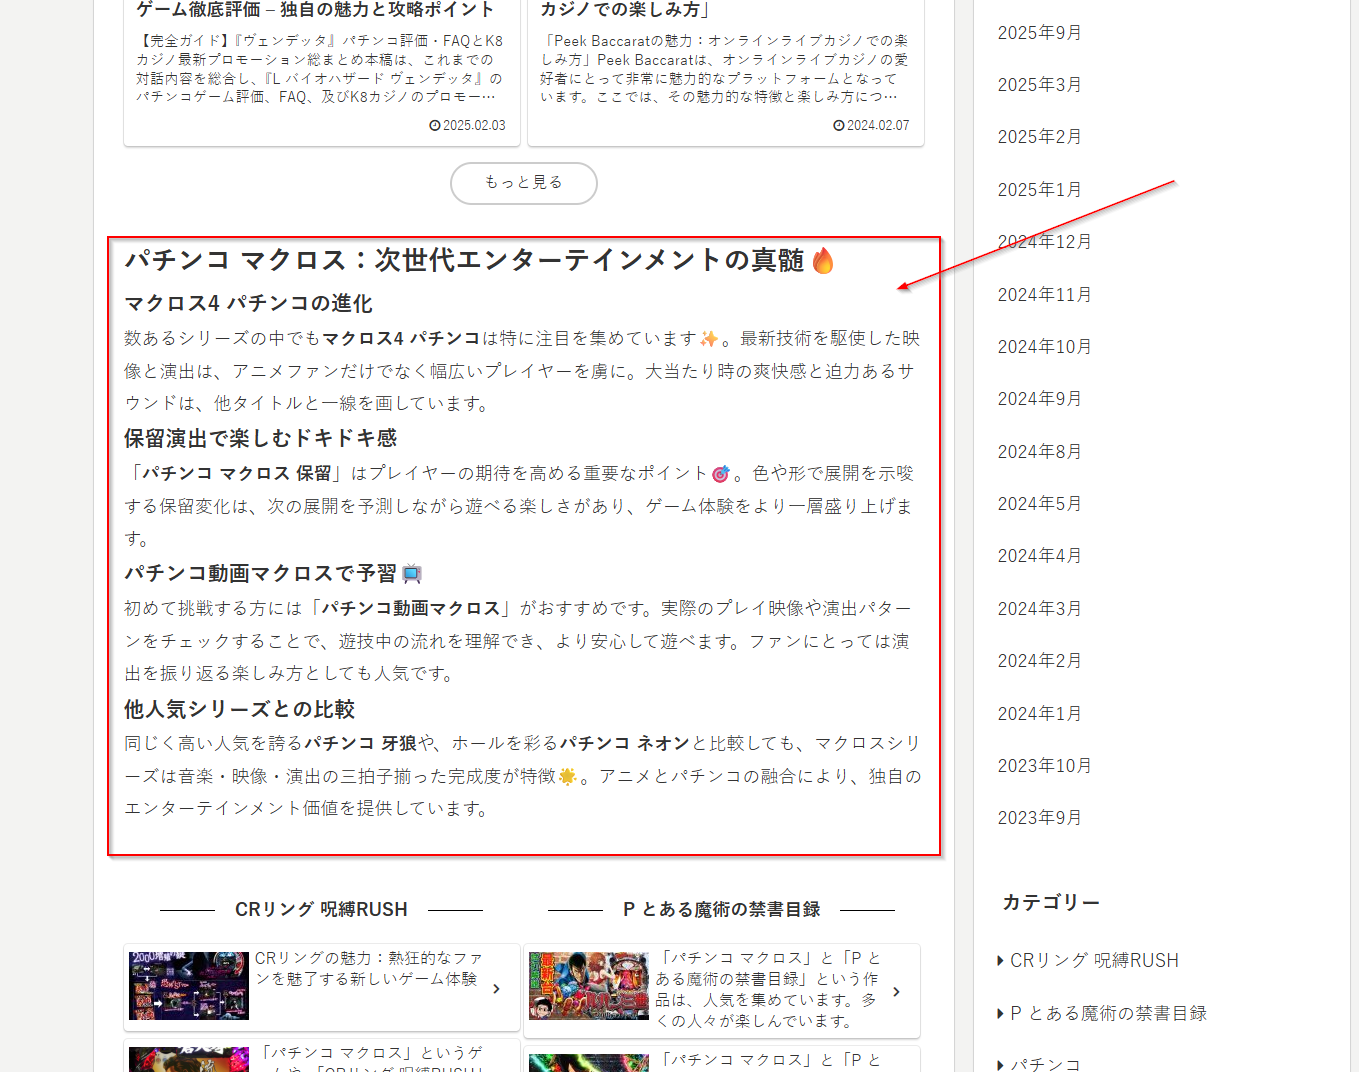 ゲーム徹底評価 – 独自の魅力と攻略ポイント
【完全ガイド】『ヴェンデッタ』パチンコ評価・FAQとK8
カジノ最新プロモーション総まとめ本稿は、これまでの
対話内容を総合し、『L バイオハザード ヴェンデッタ』の
パチンコゲーム評価、FAQ、及びK8カジノのプロモー…
2025.02.03
カジノでの楽しみ方」
「Peek Baccaratの魅力：オンラインライブカジノでの楽
しみ方」Peek Baccaratは、オンラインライブカジノの愛
好者にとって非常に魅力的なプラットフォームとなって
います。ここでは、その魅力的な特徴と楽しみ方につ…
2024.02.07
もっと見る
パチンコ マクロス：次世代エンターテインメントの真髄🔥
マクロス4 パチンコの進化
数あるシリーズの中でもマクロス4 パチンコは特に注目を集めています✨。最新技術を駆使した映
像と演出は、アニメファンだけでなく幅広いプレイヤーを虜に。大当たり時の爽快感と迫力あるサ
ウンドは、他タイトルと一線を画しています。
保留演出で楽しむドキドキ感
「パチンコ マクロス 保留」はプレイヤーの期待を高める重要なポイント🎯。色や形で展開を示唆
する保留変化は、次の展開を予測しながら遊べる楽しさがあり、ゲーム体験をより一層盛り上げま
す。
パチンコ動画マクロスで予習📺
初めて挑戦する方には「パチンコ動画マクロス」がおすすめです。実際のプレイ映像や演出パター
ンをチェックすることで、遊技中の流れを理解でき、より安心して遊べます。ファンにとっては演
出を振り返る楽しみ方としても人気です。
他人気シリーズとの比較
同じく高い人気を誇るパチンコ 牙狼や、ホールを彩るパチンコ ネオンと比較しても、マクロスシリ
ーズは音楽・映像・演出の三拍子揃った完成度が特徴🌟。アニメとパチンコの融合により、独自の
エンターテインメント価値を提供しています。
CRリング 呪縛RUSH
CRリングの魅力：熱狂的なファ
ンを魅了する新しいゲーム体験
「パチンコ マクロス」というゲ
P とある魔術の禁書目録
「パチンコ マクロス」と「P と
ある魔術の禁書目録」という作
品は、人気を集めています。多
くの人々が楽しんでいます。
「パチンコ マクロス」と「P と
2025年9月
2025年3月
2025年2月
2025年1月
2024年12月
2024年11月
2024年10月
2024年9月
2024年8月
2024年5月
2024年4月
2024年3月
2024年2月
2024年1月
2023年10月
2023年9月
カテゴリー
CRリング 呪縛RUSH
P とある魔術の禁書目録
パチンコ